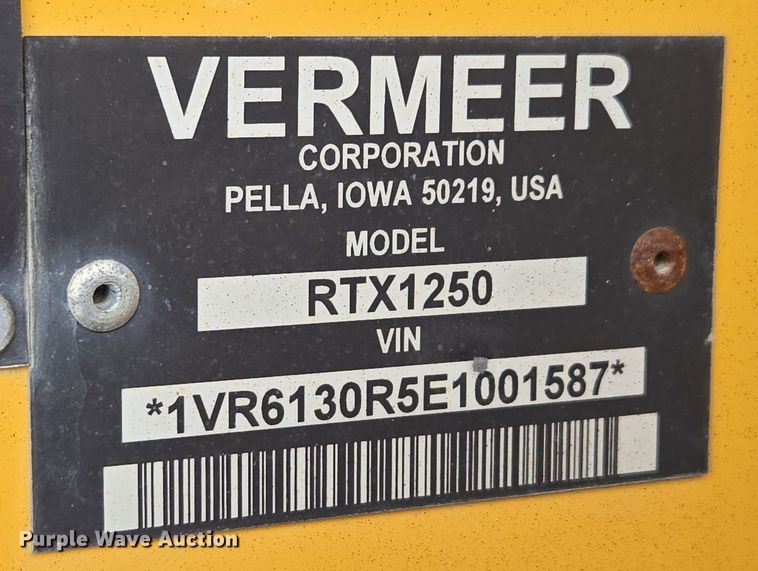 VERMEER
CORPORATION
PELLA, IOWA 50219, USA
MODEL
RTX1250
VIN
*1VR6130R5E1001587*
Purple Wave Auction